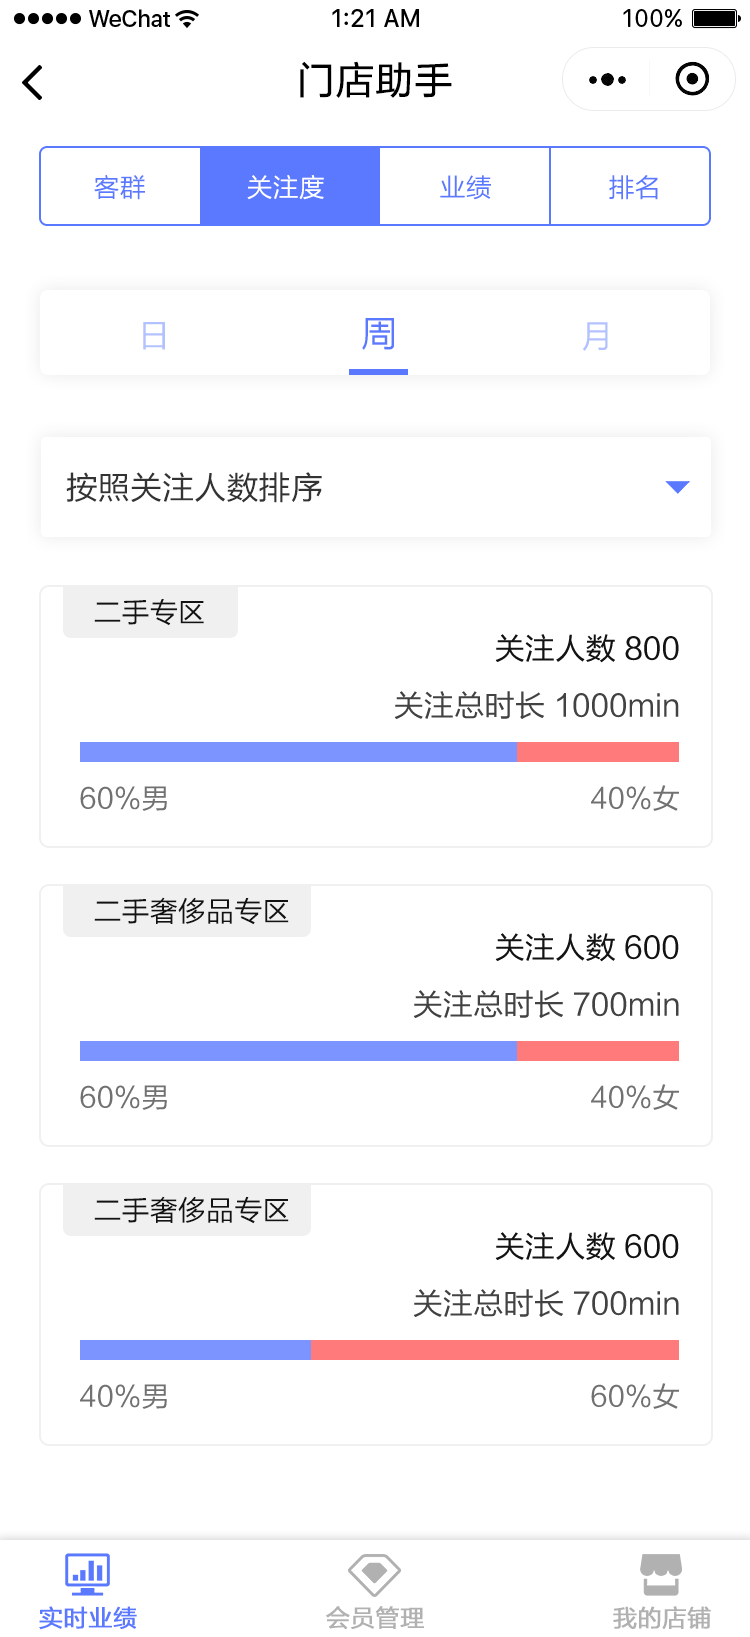 WeChat 1:21 AM 100%
门店助手
客群 关注度 业绩 排名
日 周 月
按照关注人数排序
二手专区
关注人数 800
关注总时长 1000min
60%男 40%女
二手奢侈品专区
关注人数 600
关注总时长 700min
60%男 40%女
二手奢侈品专区
关注人数 600
关注总时长 700min
40%男 60%女
实时业绩 会员管理 我的店铺